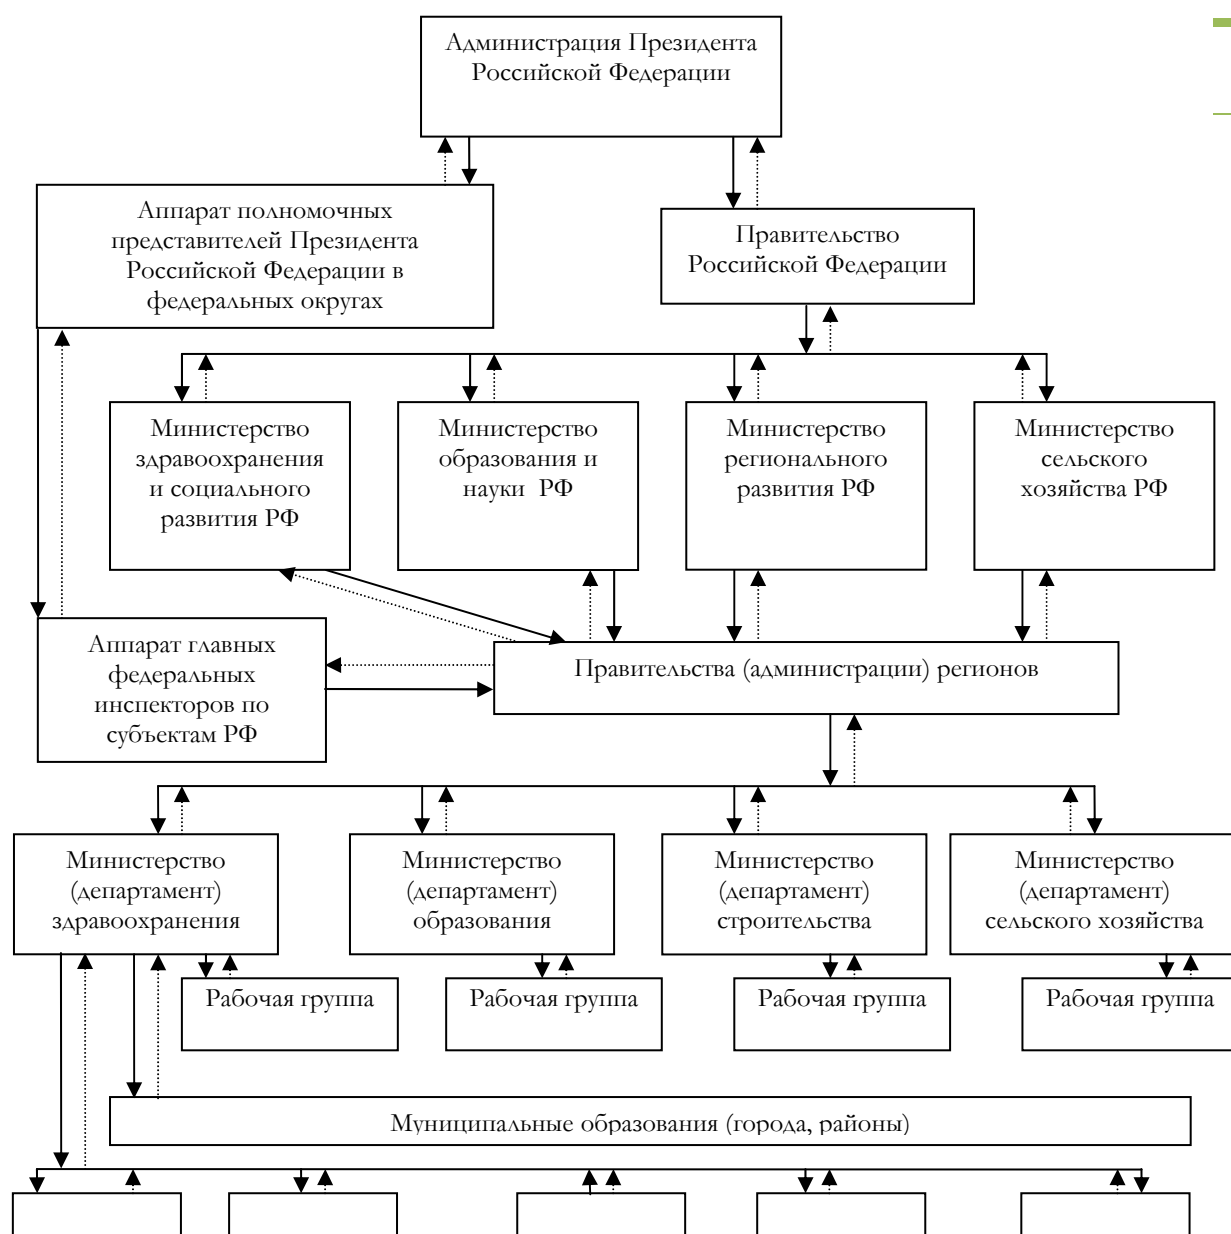 Администрация Президента
Российской Федерации
Аппарат полномочных
представителей Президента
Российской Федерации в
федеральных округах
Правительство
Российской Федерации
Министерство
здравоохранения
и социального
развития РФ
Министерство
образования и
науки РФ
Министерство
регионального
развития РФ
Министерство
сельского
хозяйства РФ
Аппарат главных
федеральных
инспекторов по
субъектам РФ
Правительства (администрации) регионов
Министерство
(департамент)
здравоохранения
Министерство
(департамент)
образования
Министерство
(департамент)
строительства
Министерство
(департамент)
сельского хозяйства
Рабочая группа
Рабочая группа
Рабочая группа
Рабочая группа
Муниципальные образования (города, районы)